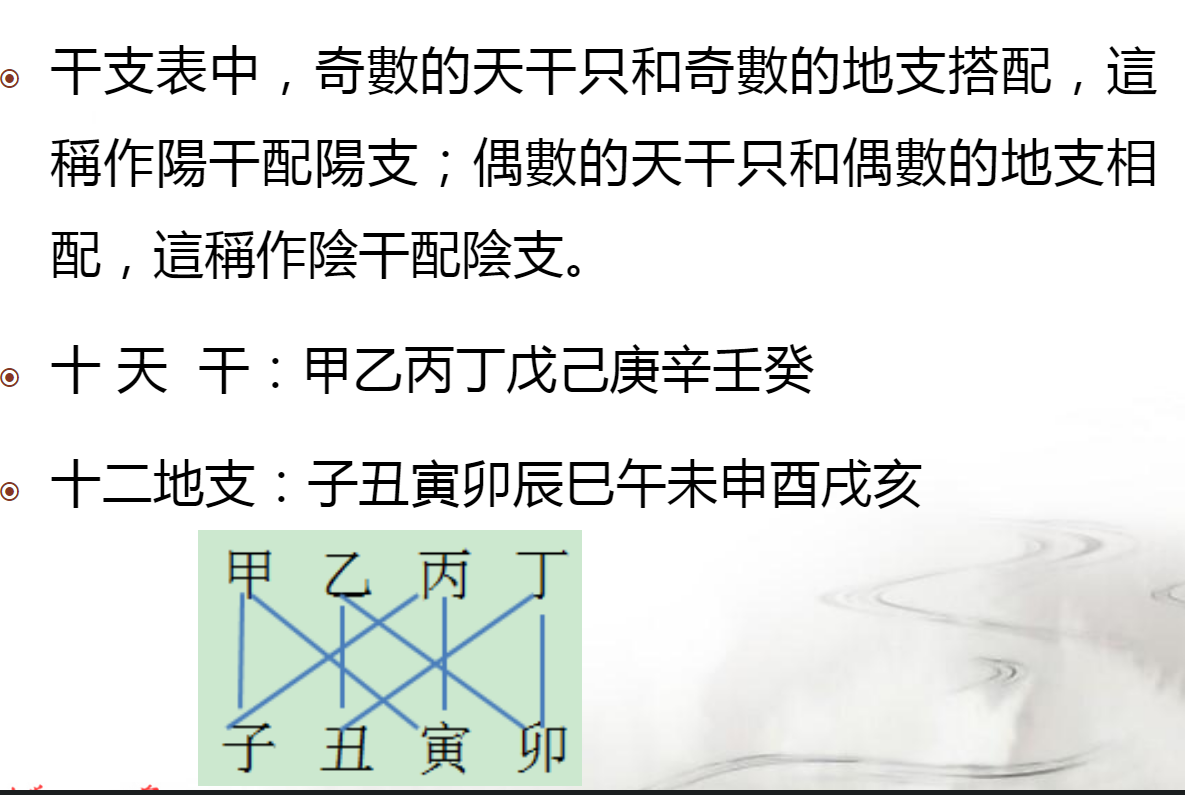 干支表中，奇數的天干只和奇數的地支搭配，這
稱作陽干配陽支；偶數的天干只和偶數的地支相
配，這稱作陰干配陰支。
十 天 干：甲乙丙丁戊己庚辛壬癸
十二地支：子丑寅卯辰巳午未申酉戌亥
甲 乙 丙 丁
子 丑 寅 卯